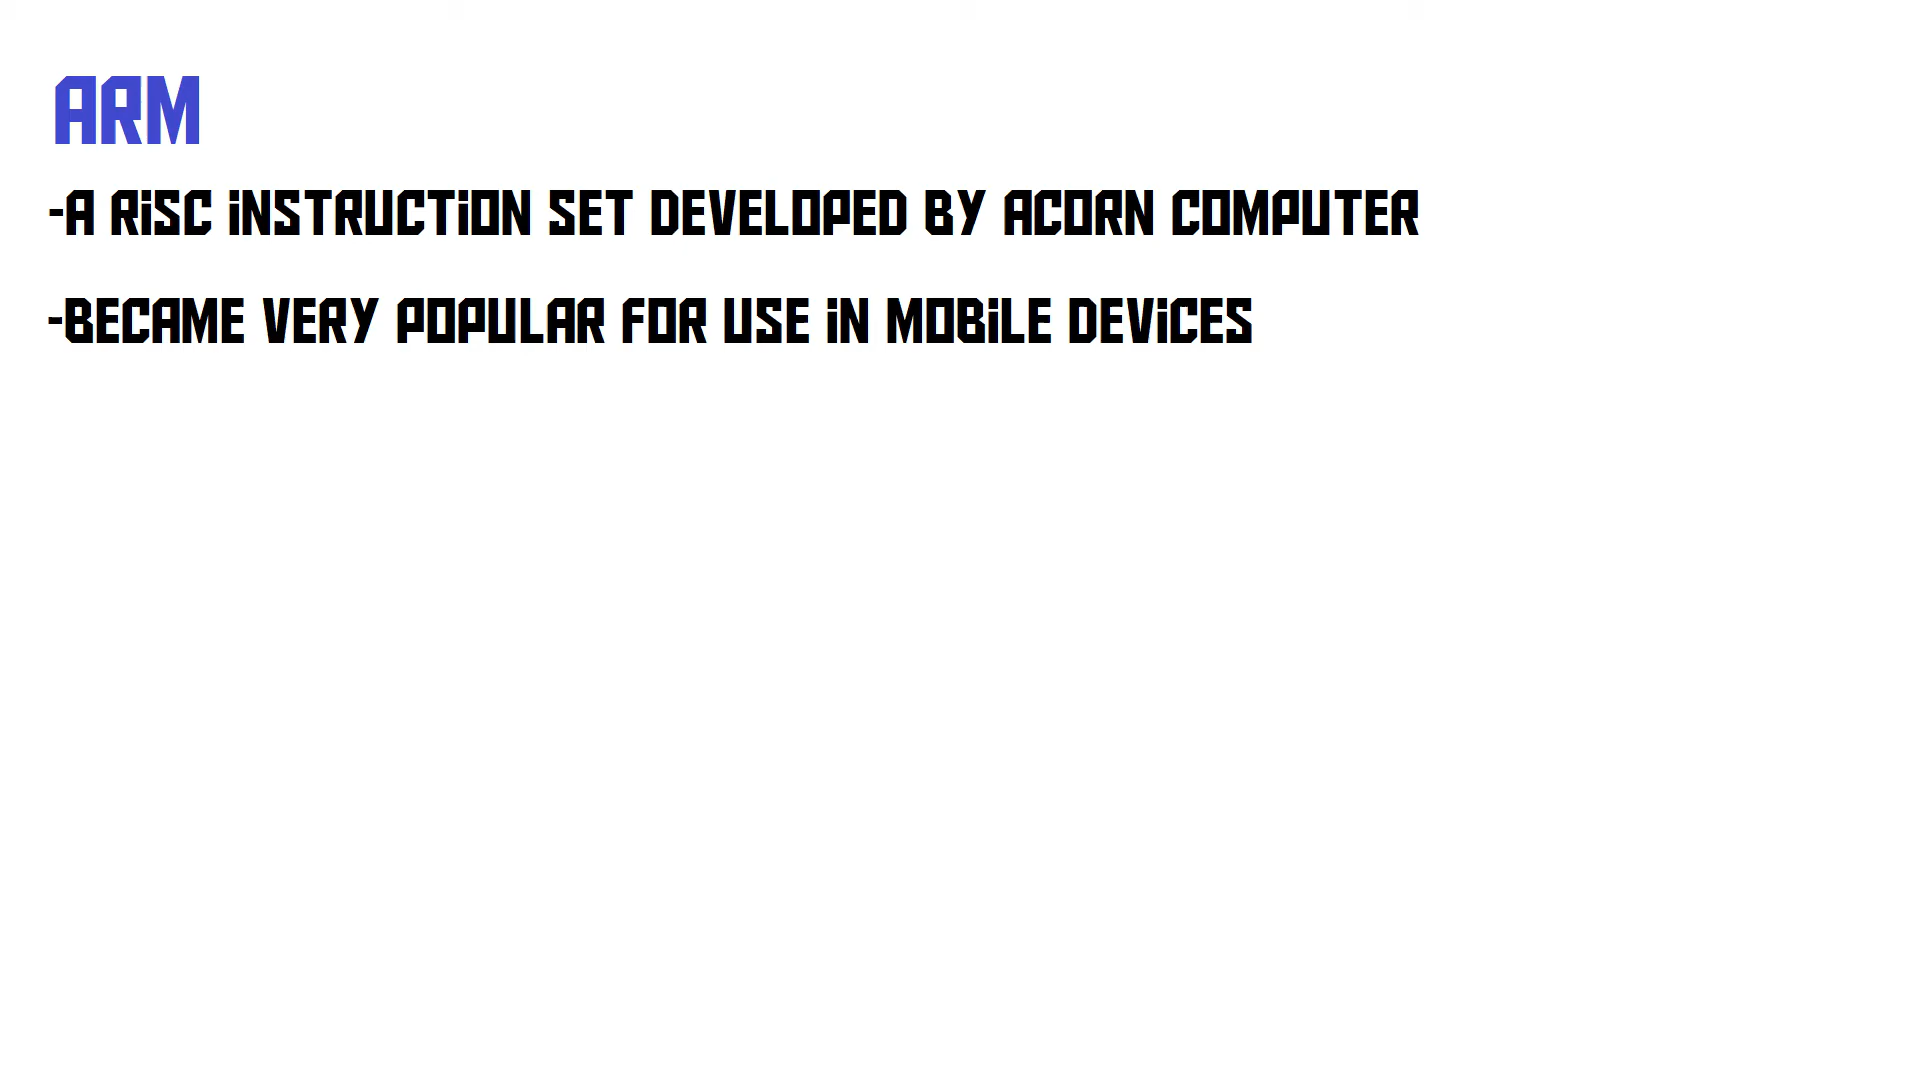 ARM
-A RiSC iNSTRUCTiON SET DEVELOPED BY ACORN COMPUTER
-BECAME VERY POPULAR FOR USE iN MOBiLE DEViCES